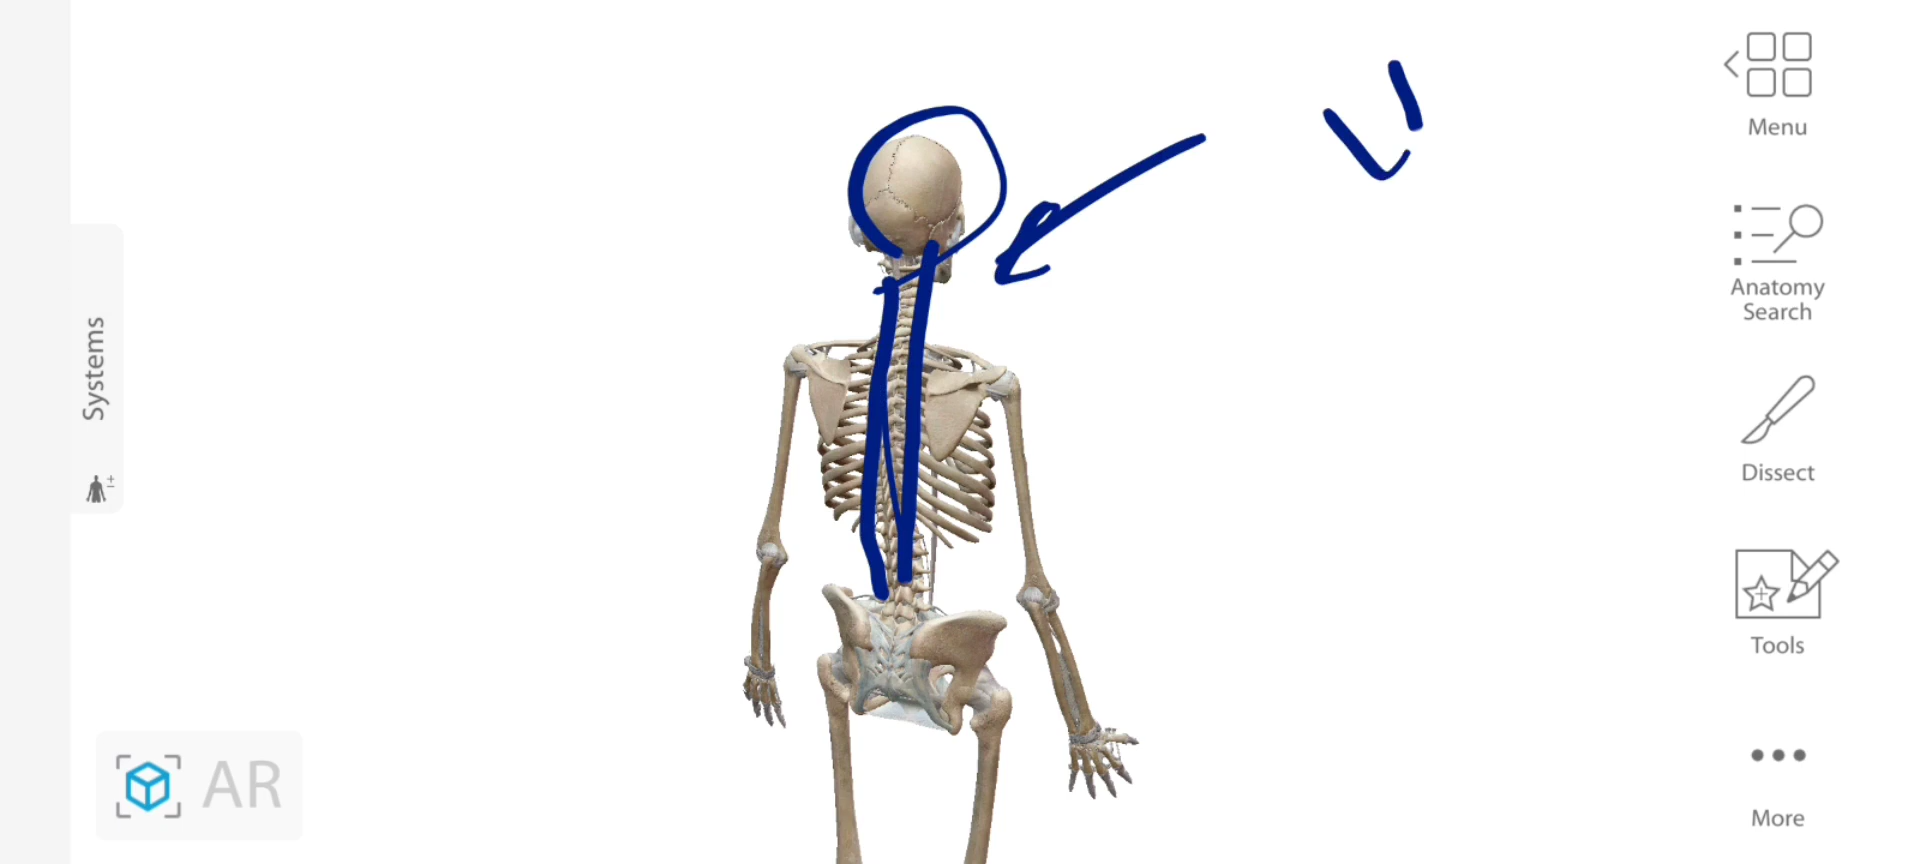 Menu
Anatomy
Search
Dissect
Tools
More
Systems
AR